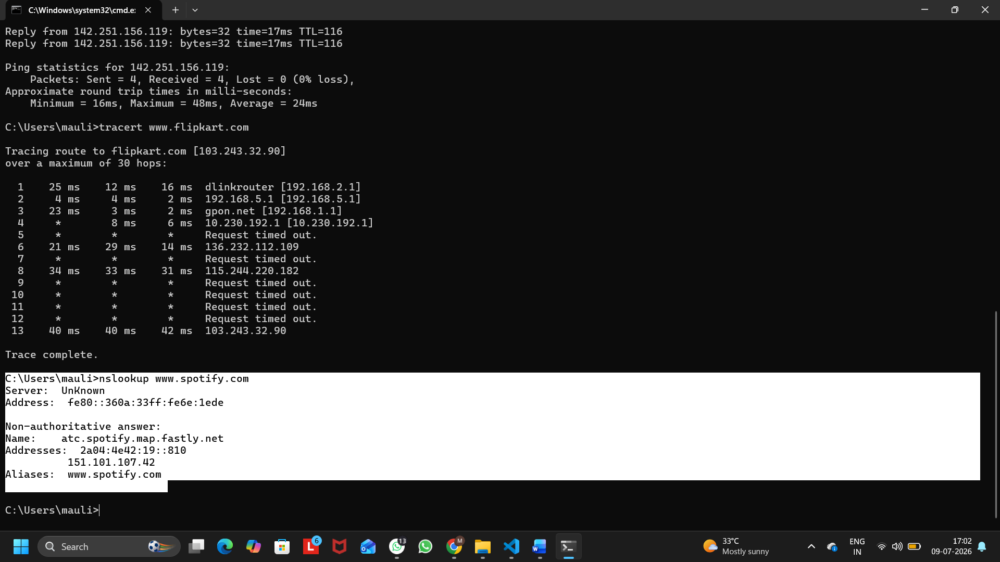 C:\Windows\system32\cmd.e:
Reply from 142.251.156.119: bytes=32 time=17ms TTL=116
Reply from 142.251.156.119: bytes=32 time=17ms TTL=116
Ping statistics for 142.251.156.119:
    Packets: Sent = 4, Received = 4, Lost = 0 (0% loss),
Approximate round trip times in milli-seconds:
    Minimum = 16ms, Maximum = 48ms, Average = 24ms
C:\Users\mauli>tracert www.flipkart.com
Tracing route to flipkart.com [103.243.32.90]
over a maximum of 30 hops:
  1    25 ms    12 ms    16 ms  dlinkrouter [192.168.2.1]
  2     4 ms     4 ms     2 ms  192.168.5.1 [192.168.5.1]
  3    23 ms     3 ms     2 ms  gpon.net [192.168.1.1]
  4     *        8 ms     6 ms  10.230.192.1 [10.230.192.1]
  5     *        *        *     Request timed out.
  6    21 ms    29 ms    14 ms  136.232.112.109
  7     *        *        *     Request timed out.
  8    34 ms    33 ms    31 ms  115.244.220.182
  9     *        *        *     Request timed out.
 10     *        *        *     Request timed out.
 11     *        *        *     Request timed out.
 12     *        *        *     Request timed out.
 13    40 ms    40 ms    42 ms  103.243.32.90
Trace complete.
C:\Users\mauli>nslookup www.spotify.com
Server:  UnKnown
Address:  fe80::360a:33ff:fe6e:1ede
Non-authoritative answer:
Name:    atc.spotify.map.fastly.net
Addresses:  2a04:4e42:19::810
          151.101.107.42
Aliases:  www.spotify.com
C:\Users\mauli>
Search
L 6
13
M
33°C
Mostly sunny
ENG
IN
17:02
09-07-2026